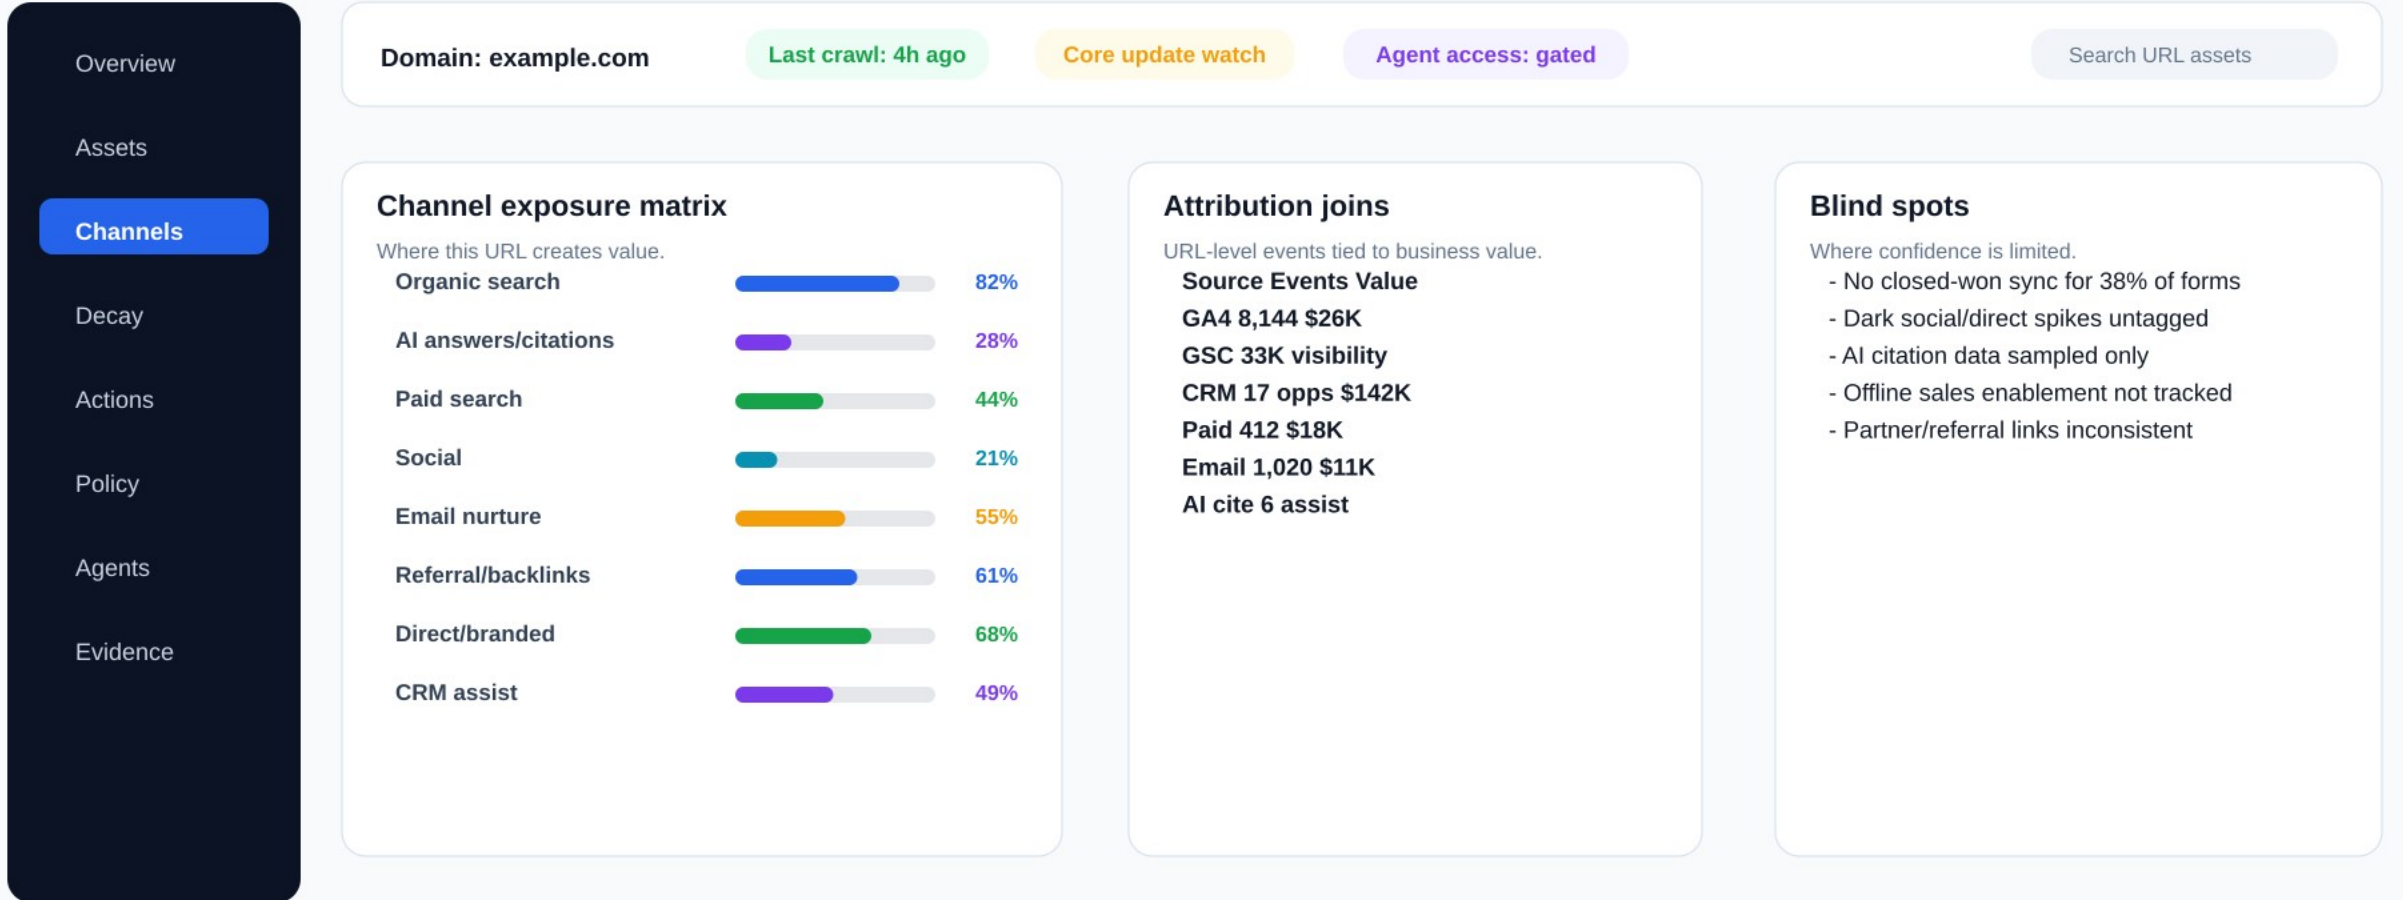 Overview
Assets
Channels
Decay
Actions
Policy
Agents
Evidence
Domain: example.com
Last crawl: 4h ago
Core update watch
Agent access: gated
Search URL assets
Channel exposure matrix
Where this URL creates value.
Organic search 82%
AI answers/citations 28%
Paid search 44%
Social 21%
Email nurture 55%
Referral/backlinks 61%
Direct/branded 68%
CRM assist 49%
Attribution joins
URL-level events tied to business value.
Source Events Value
GA4 8,144 $26K
GSC 33K visibility
CRM 17 opps $142K
Paid 412 $18K
Email 1,020 $11K
AI cite 6 assist
Blind spots
Where confidence is limited.
- No closed-won sync for 38% of forms
- Dark social/direct spikes untagged
- AI citation data sampled only
- Offline sales enablement not tracked
- Partner/referral links inconsistent